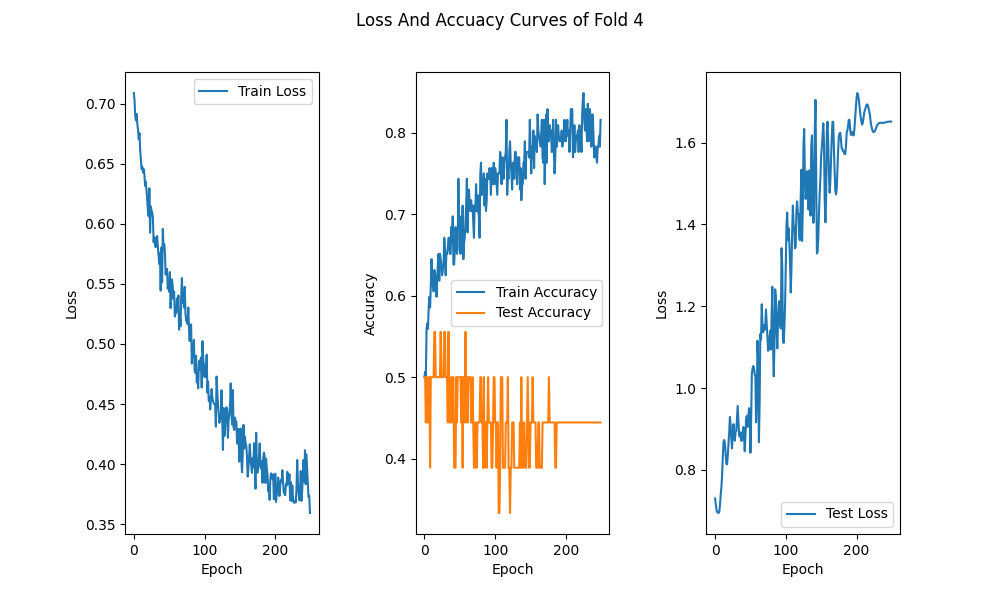 Loss And Accuacy Curves of Fold 4
Loss
0.70
0.65
0.60
0.55
0.50
0.45
0.40
0.35
Train Loss
0
100
200
Epoch
Accuracy
0.8
0.7
0.6
0.5
0.4
Train Accuracy
Test Accuracy
0
100
200
Epoch
Loss
1.6
1.4
1.2
1.0
0.8
Test Loss
0
100
200
Epoch